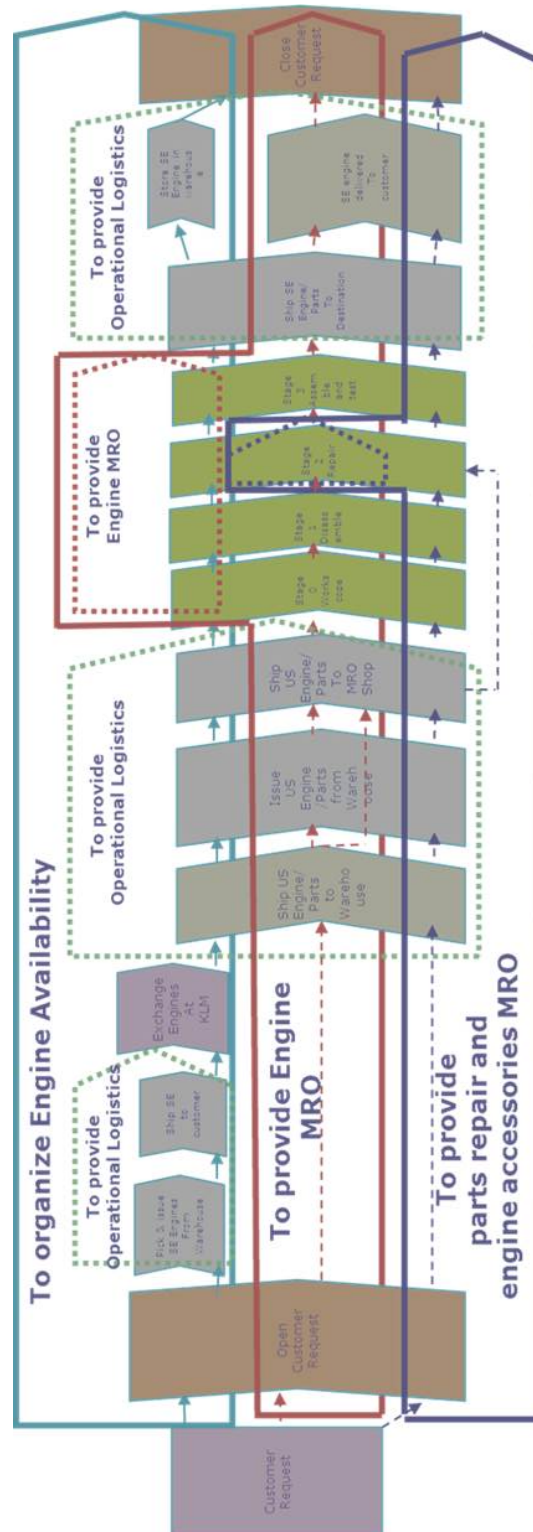 To organize Engine Availability
To provide
Operational Logistics
To provide
Operational Logistics
To provide
Engine MRO
To provide
Operational Logistics
Pick & Issue
SE Engines
From
Warehouse
Ship SE
to
customer
Exchange
Engines
At
KLM
Store SE
Engine in
Warehous
e
Customer
Request
Open
Customer
Request
Ship US
Engine/
Parts
to
Wareho
use
Issue
US
Engine
/Parts
from
Wareh
ouse
Ship
US
Engine/
Parts
To
MRO
Shop
Stage
0
Works
cope
Stage
1
Disass
emble
Stage
2
Repair
Stage
3
Assem
ble
and
test
Ship SE
Engine/
Parts
To
Destination
SE engine
delivered
To
customer
Close
Customer
Request
To provide Engine
MRO
To provide
parts repair and
engine accessories MRO